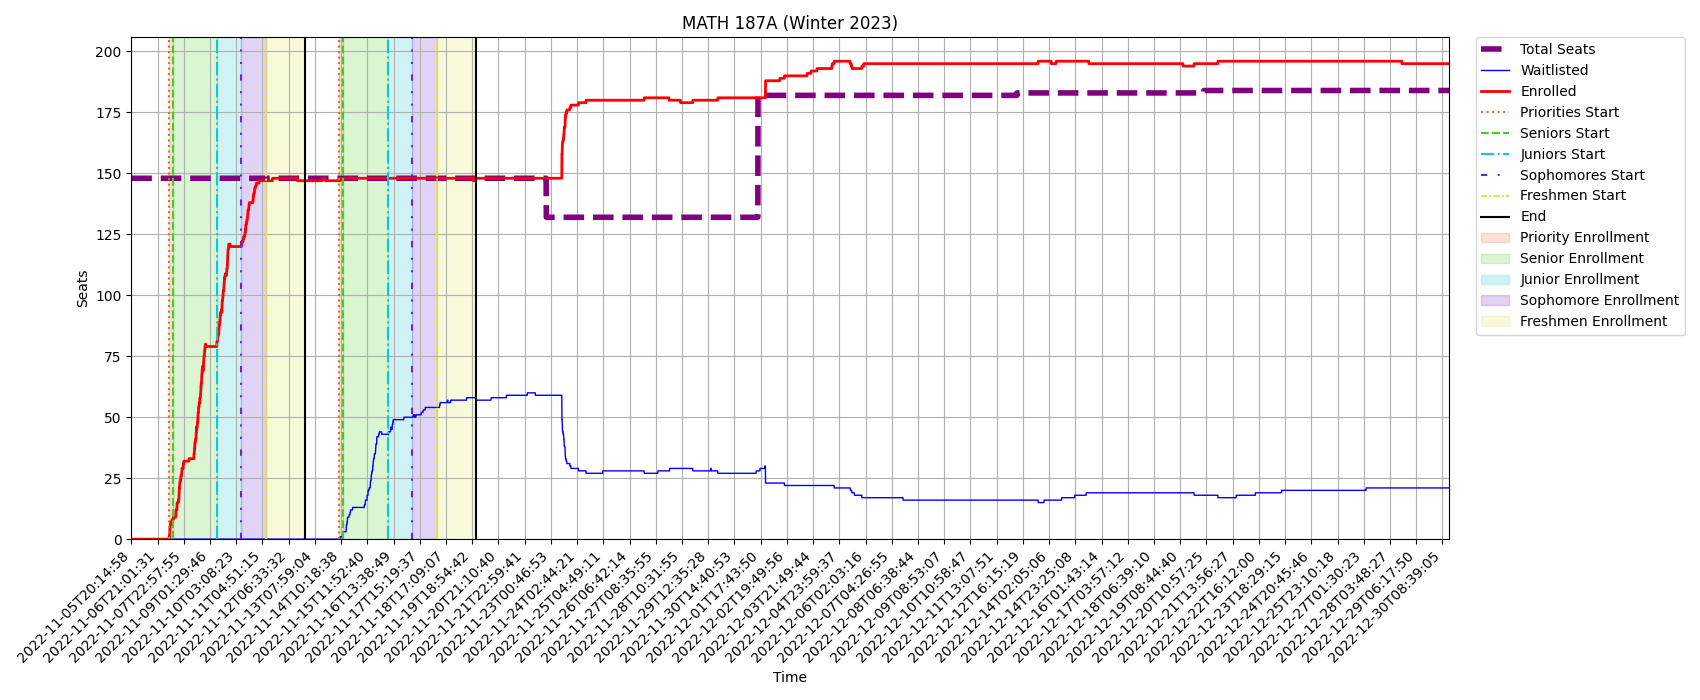 MATH 187A (Winter 2023)
Seats
200
175
150
125
100
75
50
25
0
2022-11-05T20:14:58
2022-11-06T21:01:31
2022-11-07T22:57:55
2022-11-09T01:29:46
2022-11-10T03:08:23
2022-11-11T04:51:15
2022-11-12T06:33:32
2022-11-13T07:59:04
2022-11-14T10:18:38
2022-11-15T11:52:40
2022-11-16T13:38:49
2022-11-17T15:19:37
2022-11-18T17:09:07
2022-11-19T18:54:42
2022-11-20T21:10:40
2022-11-21T22:59:41
2022-11-23T00:46:53
2022-11-24T02:44:21
2022-11-25T04:49:11
2022-11-26T06:42:14
2022-11-27T08:35:55
2022-11-28T10:31:55
2022-11-29T12:35:28
2022-11-30T14:40:53
2022-12-01T17:43:50
2022-12-02T19:49:56
2022-12-03T21:49:44
2022-12-04T23:59:37
2022-12-06T02:03:16
2022-12-07T04:26:55
2022-12-08T06:38:44
2022-12-09T08:53:07
2022-12-10T10:58:47
2022-12-11T13:07:51
2022-12-12T16:15:19
2022-12-14T02:05:06
2022-12-14T23:25:08
2022-12-16T01:43:14
2022-12-17T03:57:12
2022-12-18T06:39:10
2022-12-19T08:44:40
2022-12-20T10:57:25
2022-12-21T13:56:27
2022-12-22T16:12:00
2022-12-23T18:29:15
2022-12-24T20:45:46
2022-12-25T23:10:18
2022-12-27T01:30:23
2022-12-28T03:48:27
2022-12-29T06:17:50
2022-12-30T08:39:05
Time
Total Seats
Waitlisted
Enrolled
Priorities Start
Seniors Start
Juniors Start
Sophomores Start
Freshmen Start
End
Priority Enrollment
Senior Enrollment
Junior Enrollment
Sophomore Enrollment
Freshmen Enrollment